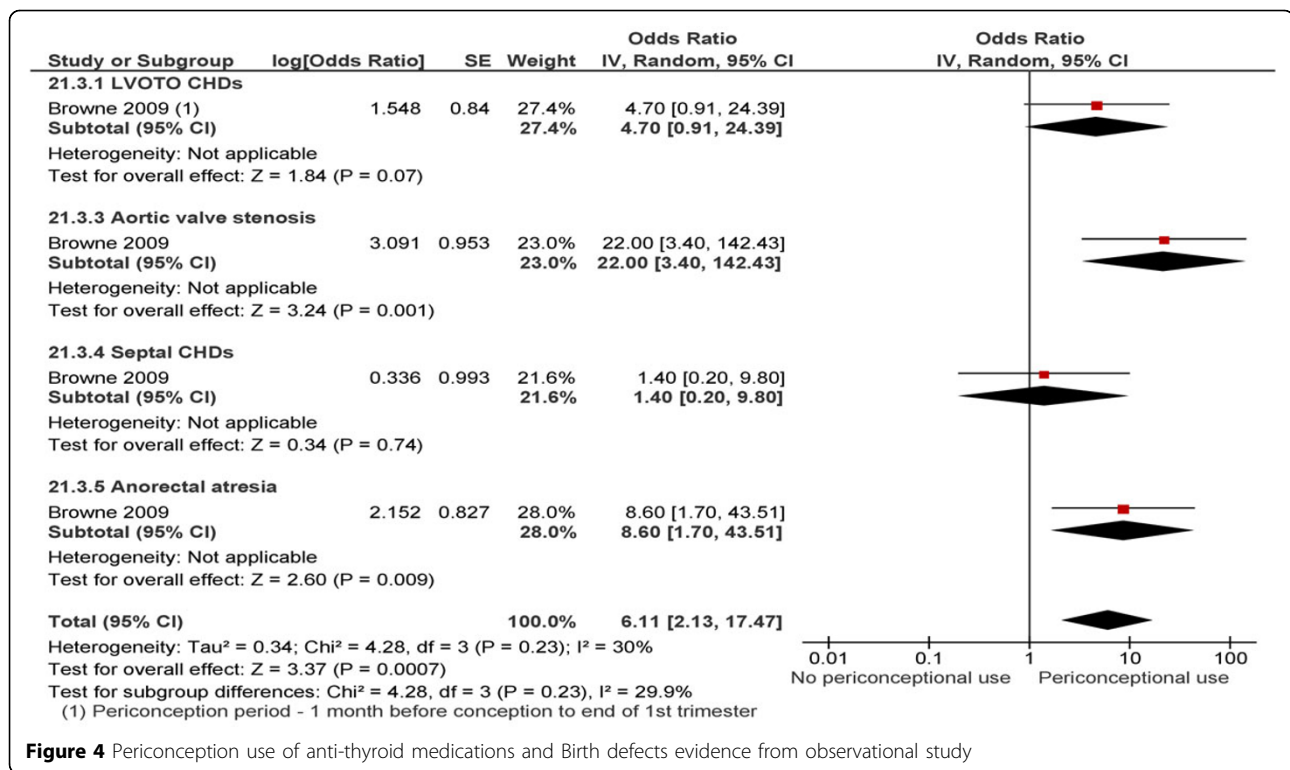 Odds Ratio Odds Ratio
Study or Subgroup log[Odds Ratio] SE Weight IV, Random, 95% CI IV, Random, 95% CI
21.3.1 LVOTO CHDs
Browne 2009 (1) 1.548 0.84 27.4% 4.70 [0.91, 24.39]
Subtotal (95% CI) 27.4% 4.70 [0.91, 24.39]
Heterogeneity: Not applicable
Test for overall effect: Z = 1.84 (P = 0.07)
21.3.3 Aortic valve stenosis
Browne 2009 3.091 0.953 23.0% 22.00 [3.40, 142.43]
Subtotal (95% CI) 23.0% 22.00 [3.40, 142.43]
Heterogeneity: Not applicable
Test for overall effect: Z = 3.24 (P = 0.001)
21.3.4 Septal CHDs
Browne 2009 0.336 0.993 21.6% 1.40 [0.20, 9.80]
Subtotal (95% CI) 21.6% 1.40 [0.20, 9.80]
Heterogeneity: Not applicable
Test for overall effect: Z = 0.34 (P = 0.74)
21.3.5 Anorectal atresia
Browne 2009 2.152 0.827 28.0% 8.60 [1.70, 43.51]
Subtotal (95% CI) 28.0% 8.60 [1.70, 43.51]
Heterogeneity: Not applicable
Test for overall effect: Z = 2.60 (P = 0.009)
Total (95% CI) 100.0% 6.11 [2.13, 17.47]
Heterogeneity: Tau² = 0.34; Chi² = 4.28, df = 3 (P = 0.23); I² = 30%
Test for overall effect: Z = 3.37 (P = 0.0007)
Test for subgroup differences: Chi² = 4.28, df = 3 (P = 0.23), I² = 29.9%
(1) Periconception period - 1 month before conception to end of 1st trimester
0.01 0.1 1 10 100
No periconceptional use Periconceptional use
Figure 4 Periconception use of anti-thyroid medications and Birth defects evidence from observational study